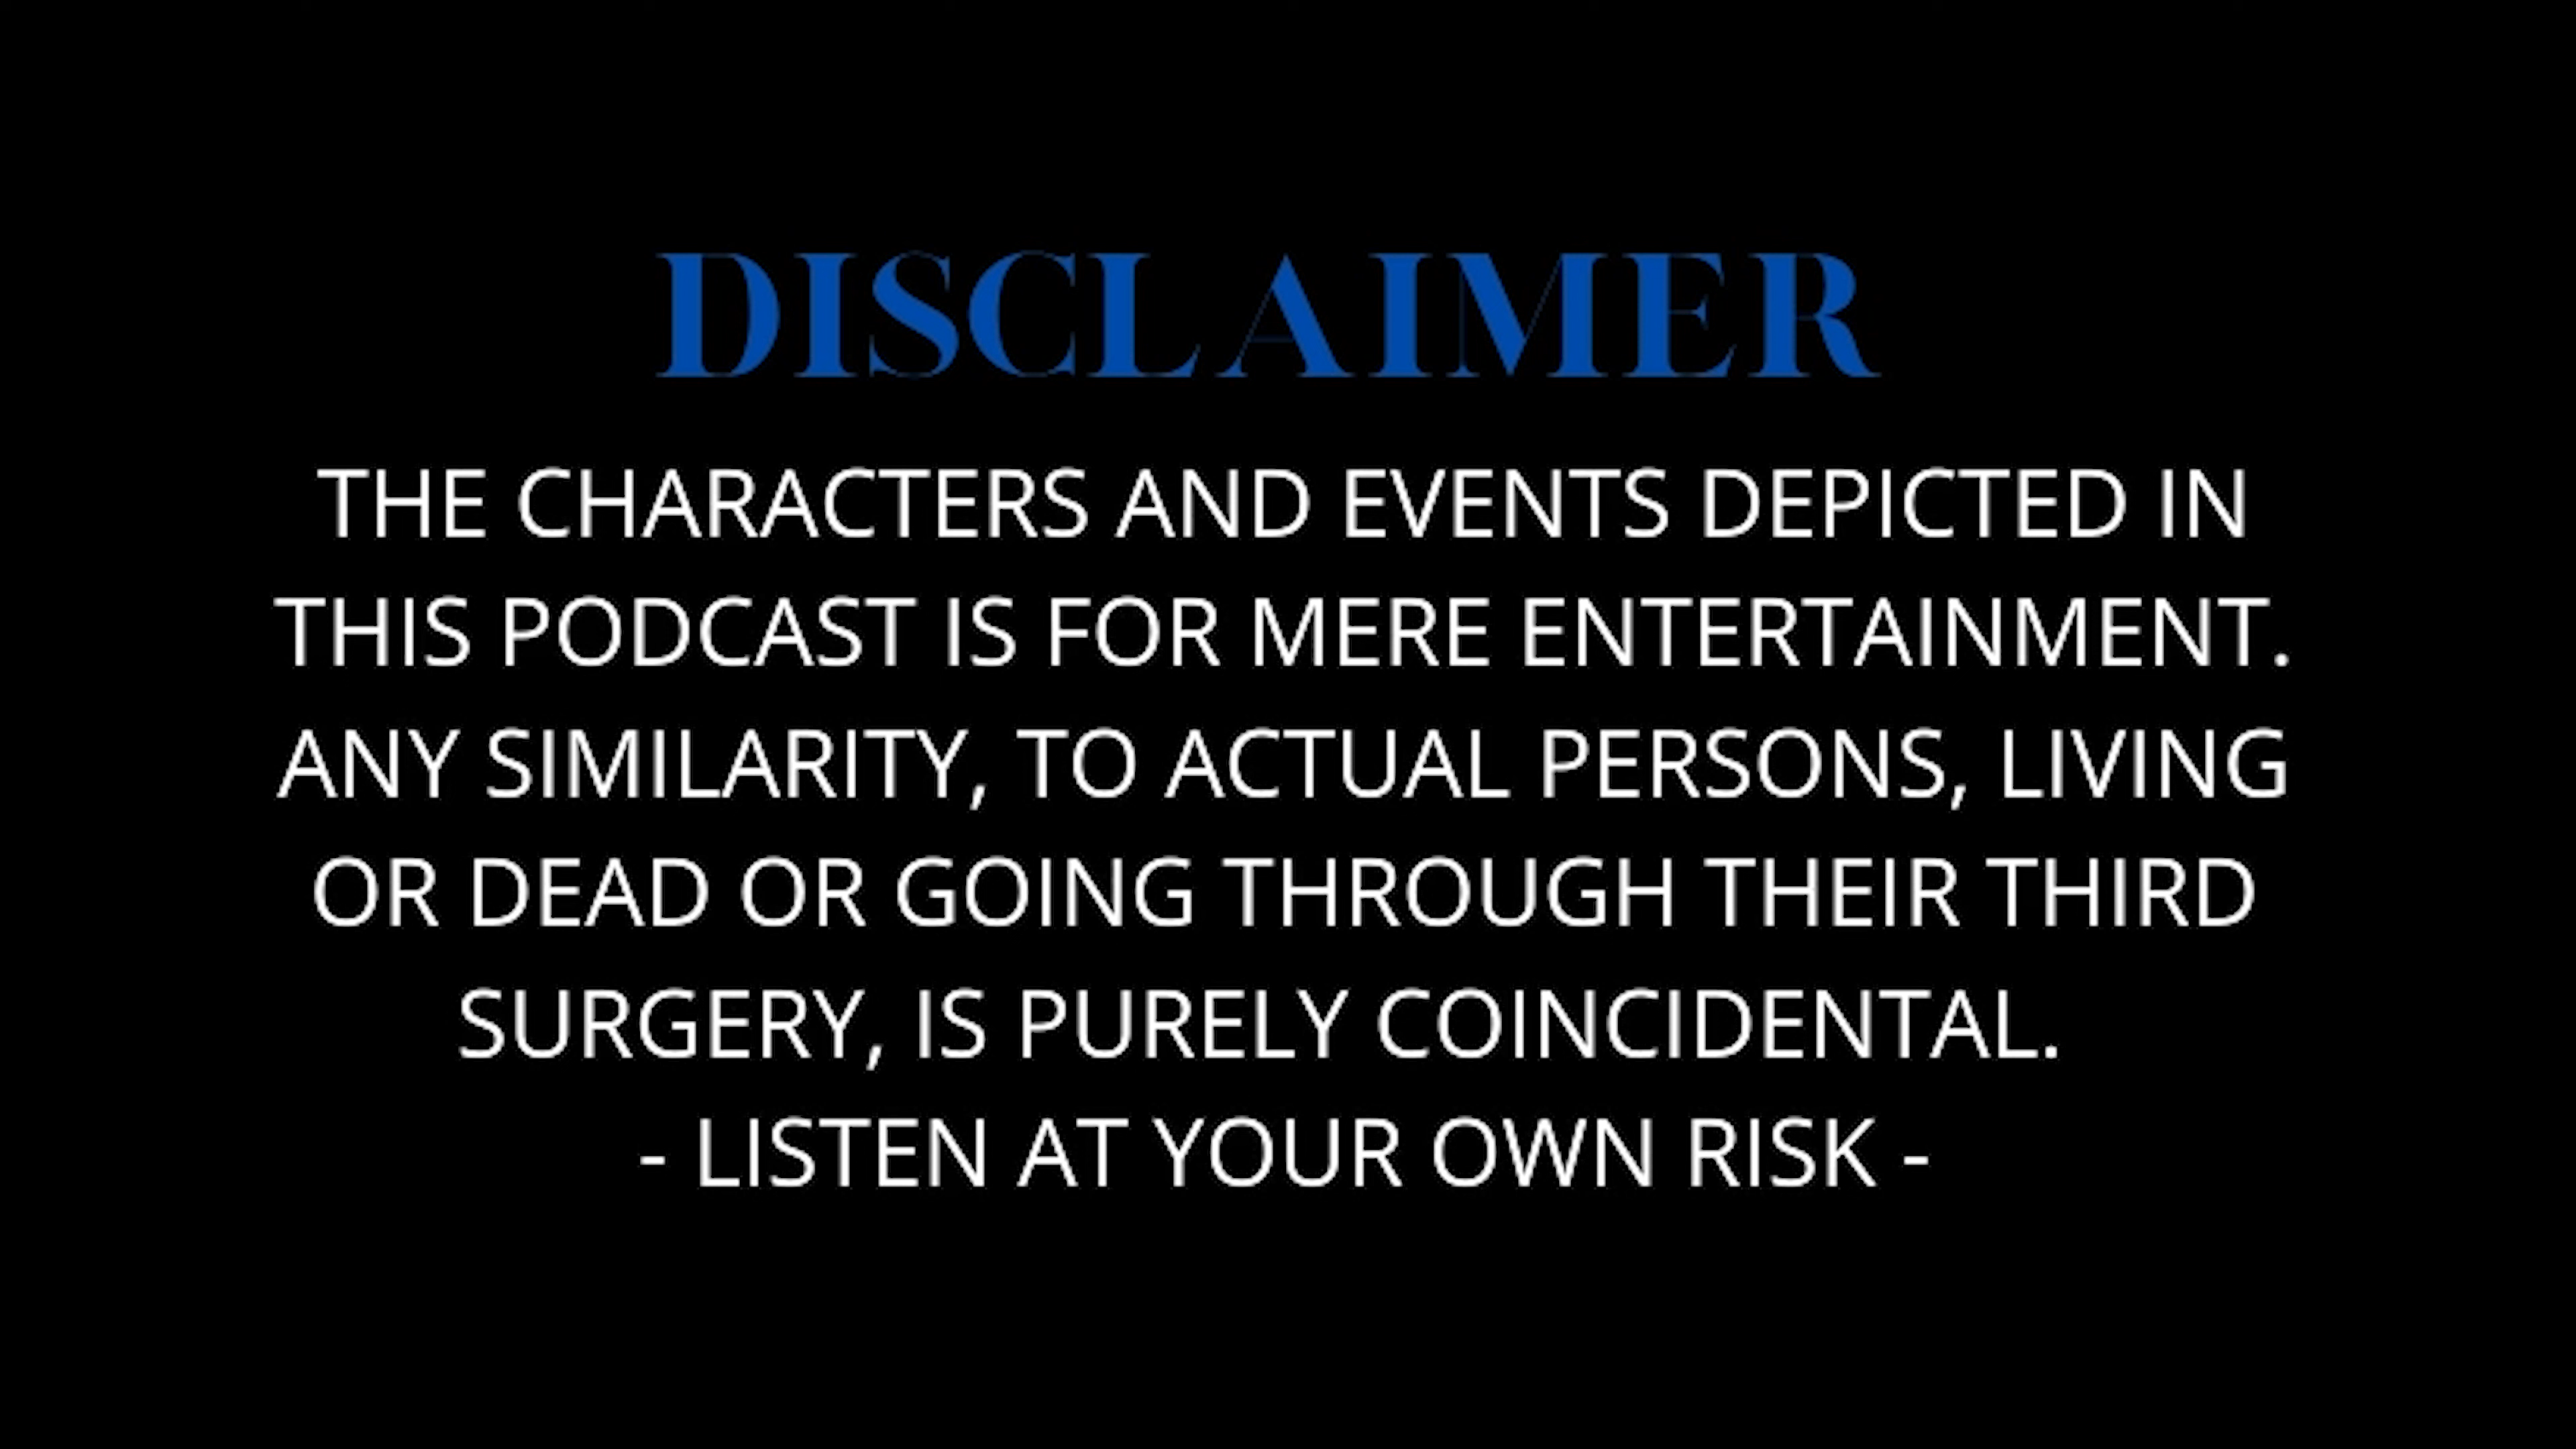 DISCLAIMER
THE CHARACTERS AND EVENTS DEPICTED IN
THIS PODCAST IS FOR MERE ENTERTAINMENT.
ANY SIMILARITY, TO ACTUAL PERSONS, LIVING
OR DEAD OR GOING THROUGH THEIR THIRD
SURGERY, IS PURELY COINCIDENTAL.
- LISTEN AT YOUR OWN RISK -